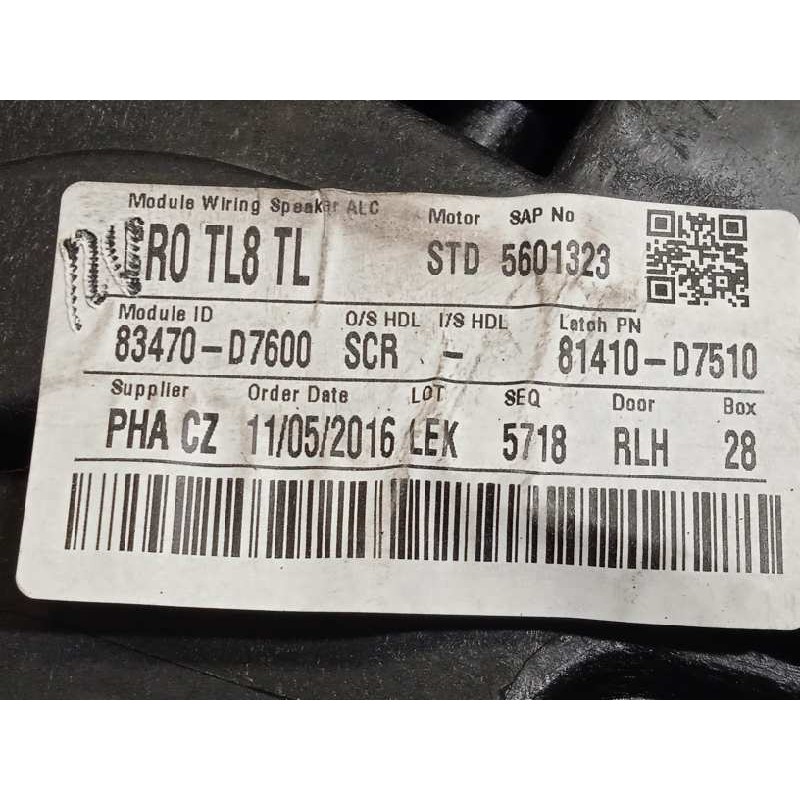 Module Wiring Speaker ALC Motor SAP No
RO TL8 TL STD 5601323
Module ID O/S HDL I/S HDL Latch PN
83470-D7600 SCR - 81410-D7510
Supplier Order Date LOT SEQ Door Box
PHA CZ 11/05/2016 LEK 5718 RLH 28